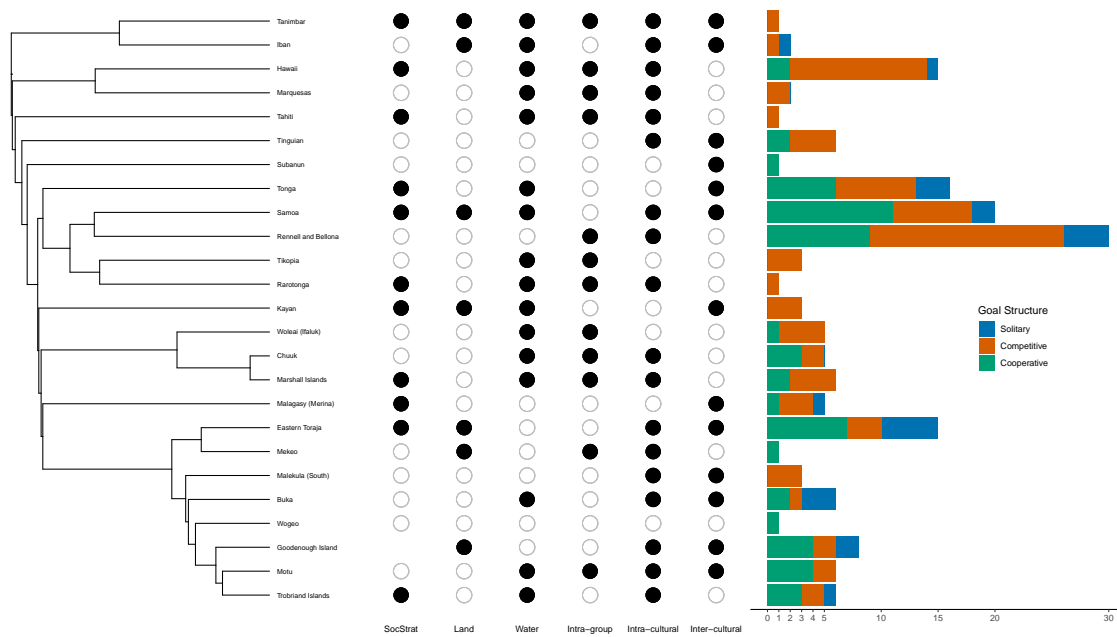 Tanimbar
Iban
Hawaii
Marquesas
Tahiti
Tinguian
Subanun
Tonga
Samoa
Rennell and Bellona
Tikopia
Rarotonga
Kayan
Woleai (Ifaluk)
Chuuk
Marshall Islands
Malagasy (Merina)
Eastern Toraja
Mekeo
Malekula (South)
Buka
Wogeo
Goodenough Island
Motu
Trobriand Islands
SocStrat Land Water Intra-group Intra-cultural Inter-cultural
Goal Structure
Solitary
Competitive
Cooperative
0 1 2 3 4 5 10 15 20 30